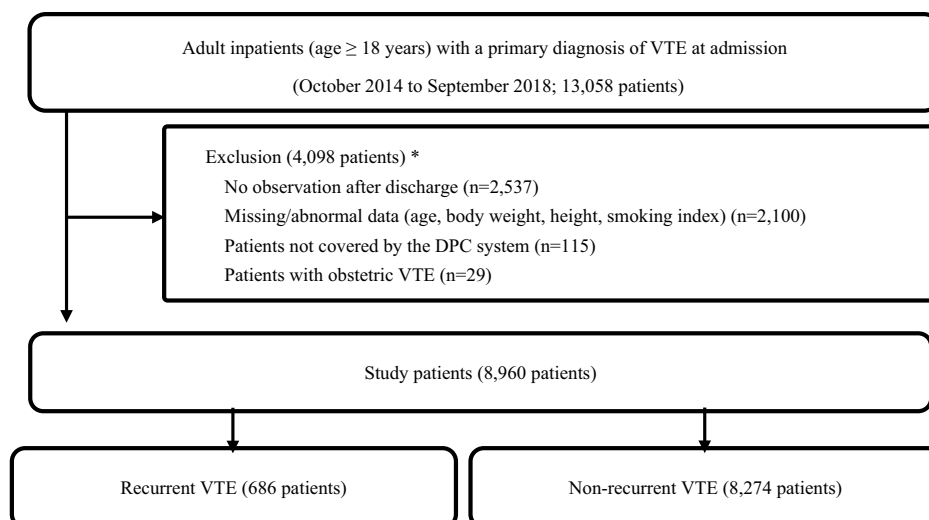 Adult inpatients (age ≥ 18 years) with a primary diagnosis of VTE at admission
(October 2014 to September 2018; 13,058 patients)
Exclusion (4,098 patients) *
No observation after discharge (n=2,537)
Missing/abnormal data (age, body weight, height, smoking index) (n=2,100)
Patients not covered by the DPC system (n=115)
Patients with obstetric VTE (n=29)
Study patients (8,960 patients)
Recurrent VTE (686 patients)
Non-recurrent VTE (8,274 patients)